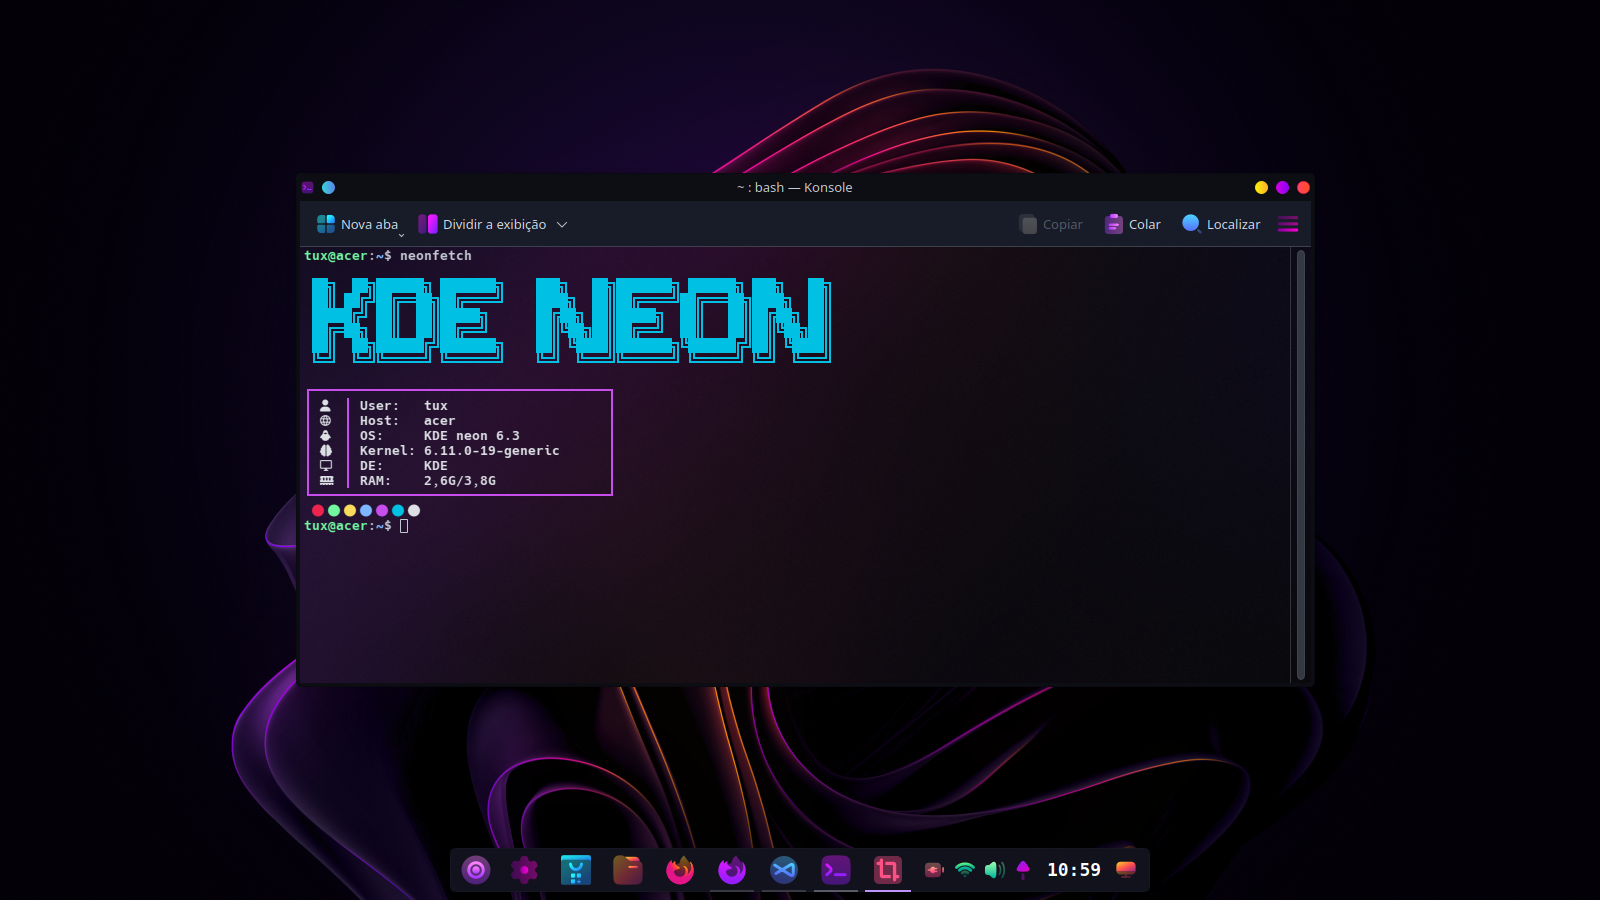 ~ : bash — Konsole
Nova aba
Dividir a exibição
Copiar
Colar
Localizar
tux@acer:~$ neonfetch
KDE NEON
User: tux
Host: acer
OS: KDE neon 6.3
Kernel: 6.11.0-19-generic
DE: KDE
RAM: 2,6G/3,8G
tux@acer:~$
10:59